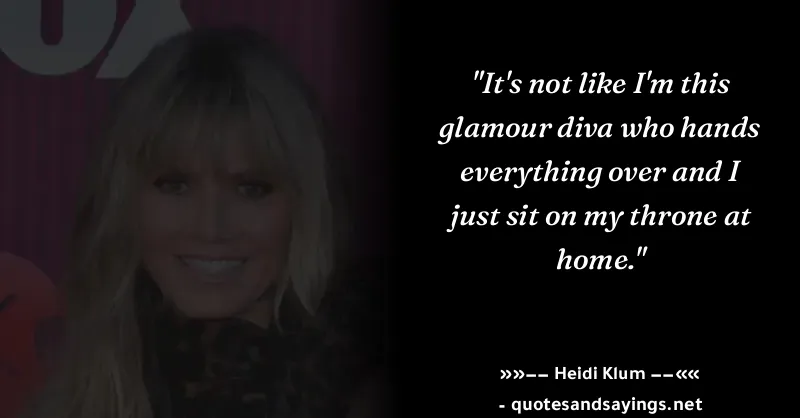 "It's not like I'm this
glamour diva who hands
everything over and I
just sit on my throne at
home."
»»−− Heidi Klum −−««
- quotesandsayings.net